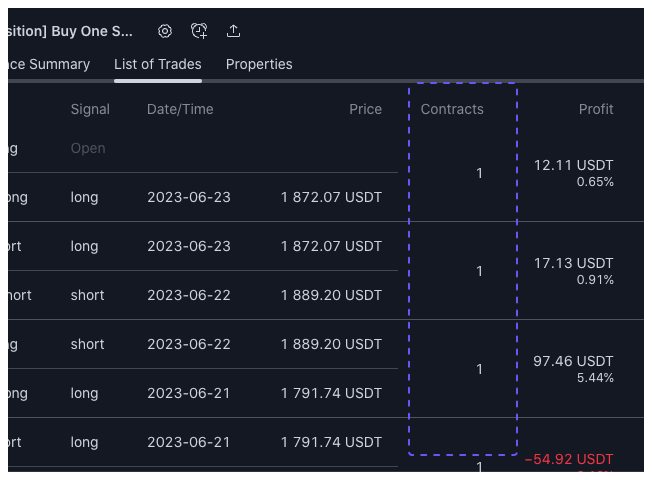 sition] Buy One S...
nce Summary List of Trades Properties
Signal Date/Time Price Contracts Profit
ng Open
1 12.11 USDT
0.65%
ong long 2023-06-23 1 872.07 USDT
ort long 2023-06-23 1 872.07 USDT
1 17.13 USDT
0.91%
hort short 2023-06-22 1 889.20 USDT
ng short 2023-06-22 1 889.20 USDT
1 97.46 USDT
5.44%
ong long 2023-06-21 1 791.74 USDT
ort long 2023-06-21 1 791.74 USDT
1 −54.92 USDT